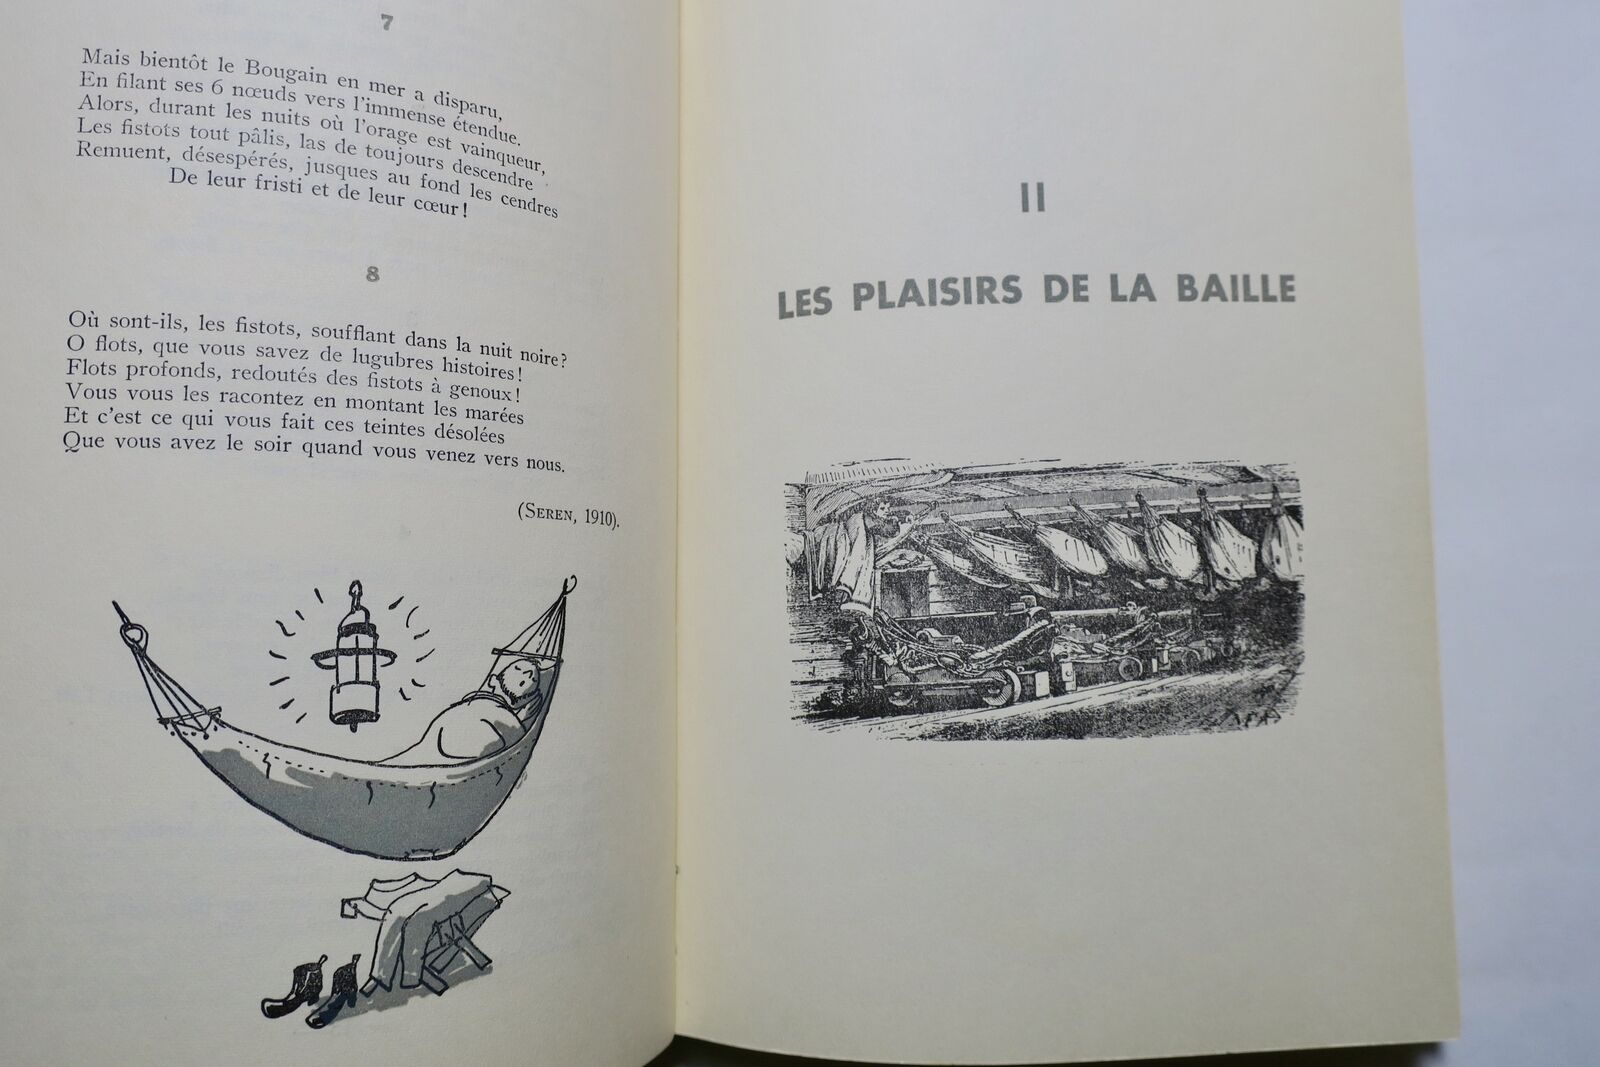 7
Mais bientôt le Bougain en mer a disparu,
En filant ses 6 nœuds vers l'immense étendue.
Alors, durant les nuits où l'orage est vainqueur,
Les fistots tout pâlis, las de toujours descendre
Remuent, désespérés, jusques au fond les cendres
De leur fristi et de leur cœur!
8
Où sont-ils, les fistots, soufflant dans la nuit noire?
O flots, que vous savez de lugubres histoires!
Flots profonds, redoutés des fistots à genoux!
Vous vous les racontez en montant les marées
Et c'est ce qui vous fait ces teintes désolées
Que vous avez le soir quand vous venez vers nous.
(SEREN, 1910).
II
LES PLAISIRS DE LA BAILLE